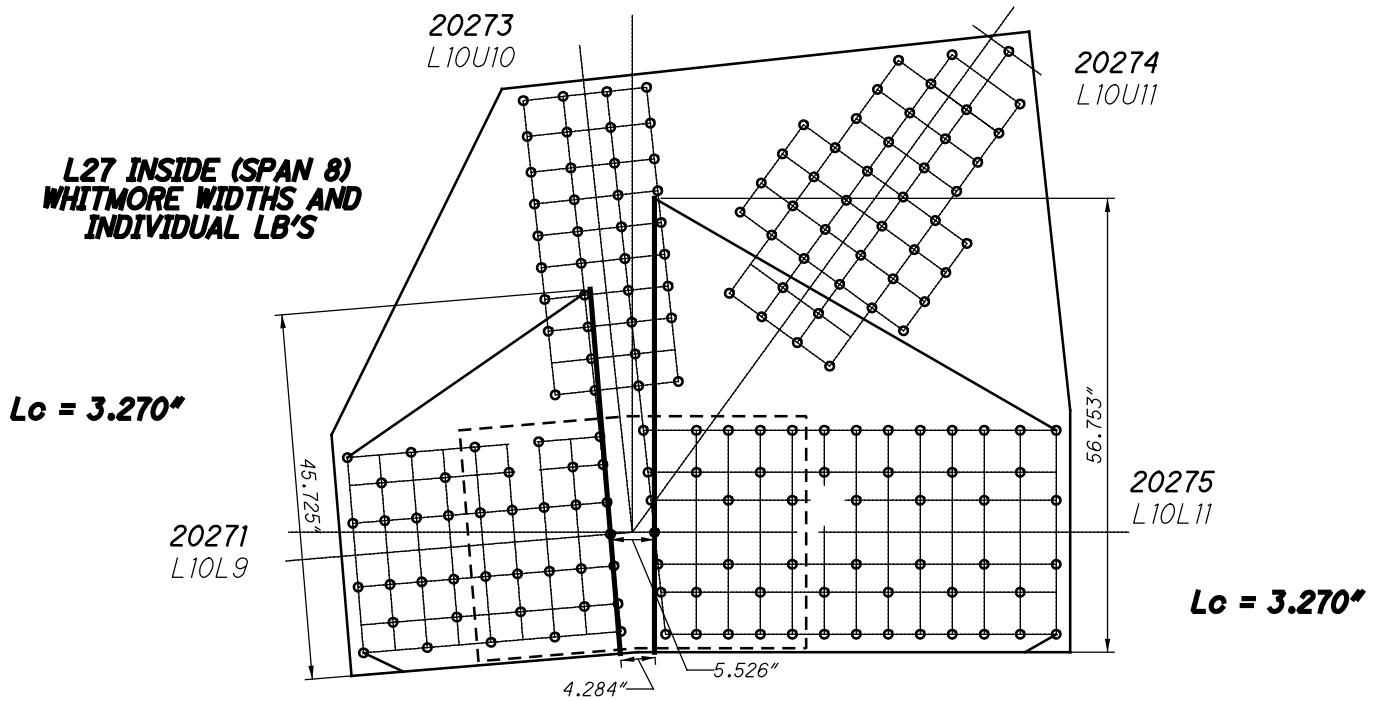 20273
L10U10
20274
L10U11
L27 INSIDE (SPAN 8)
WHITMORE WIDTHS AND
INDIVIDUAL LB'S
Lc = 3.270"
45.725"
56.753"
20271
L10L9
20275
L10L11
Lc = 3.270"
5.526"
4.284"